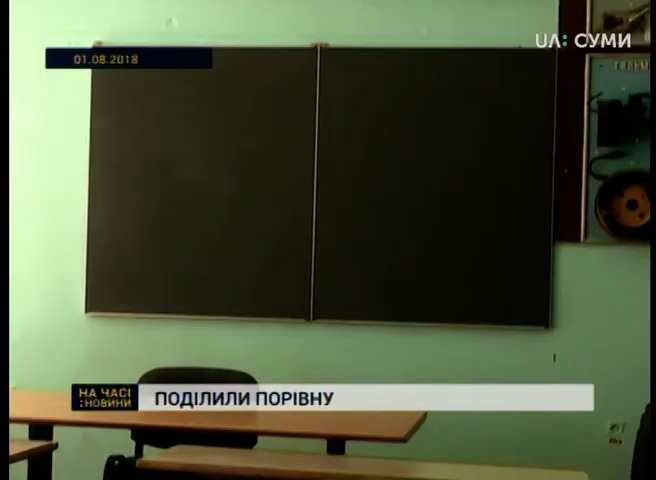 UA: СУМИ
01.08.2018
НА ЧАСІ
:НОВИНИ
ПОДІЛИЛИ ПОРІВНУ